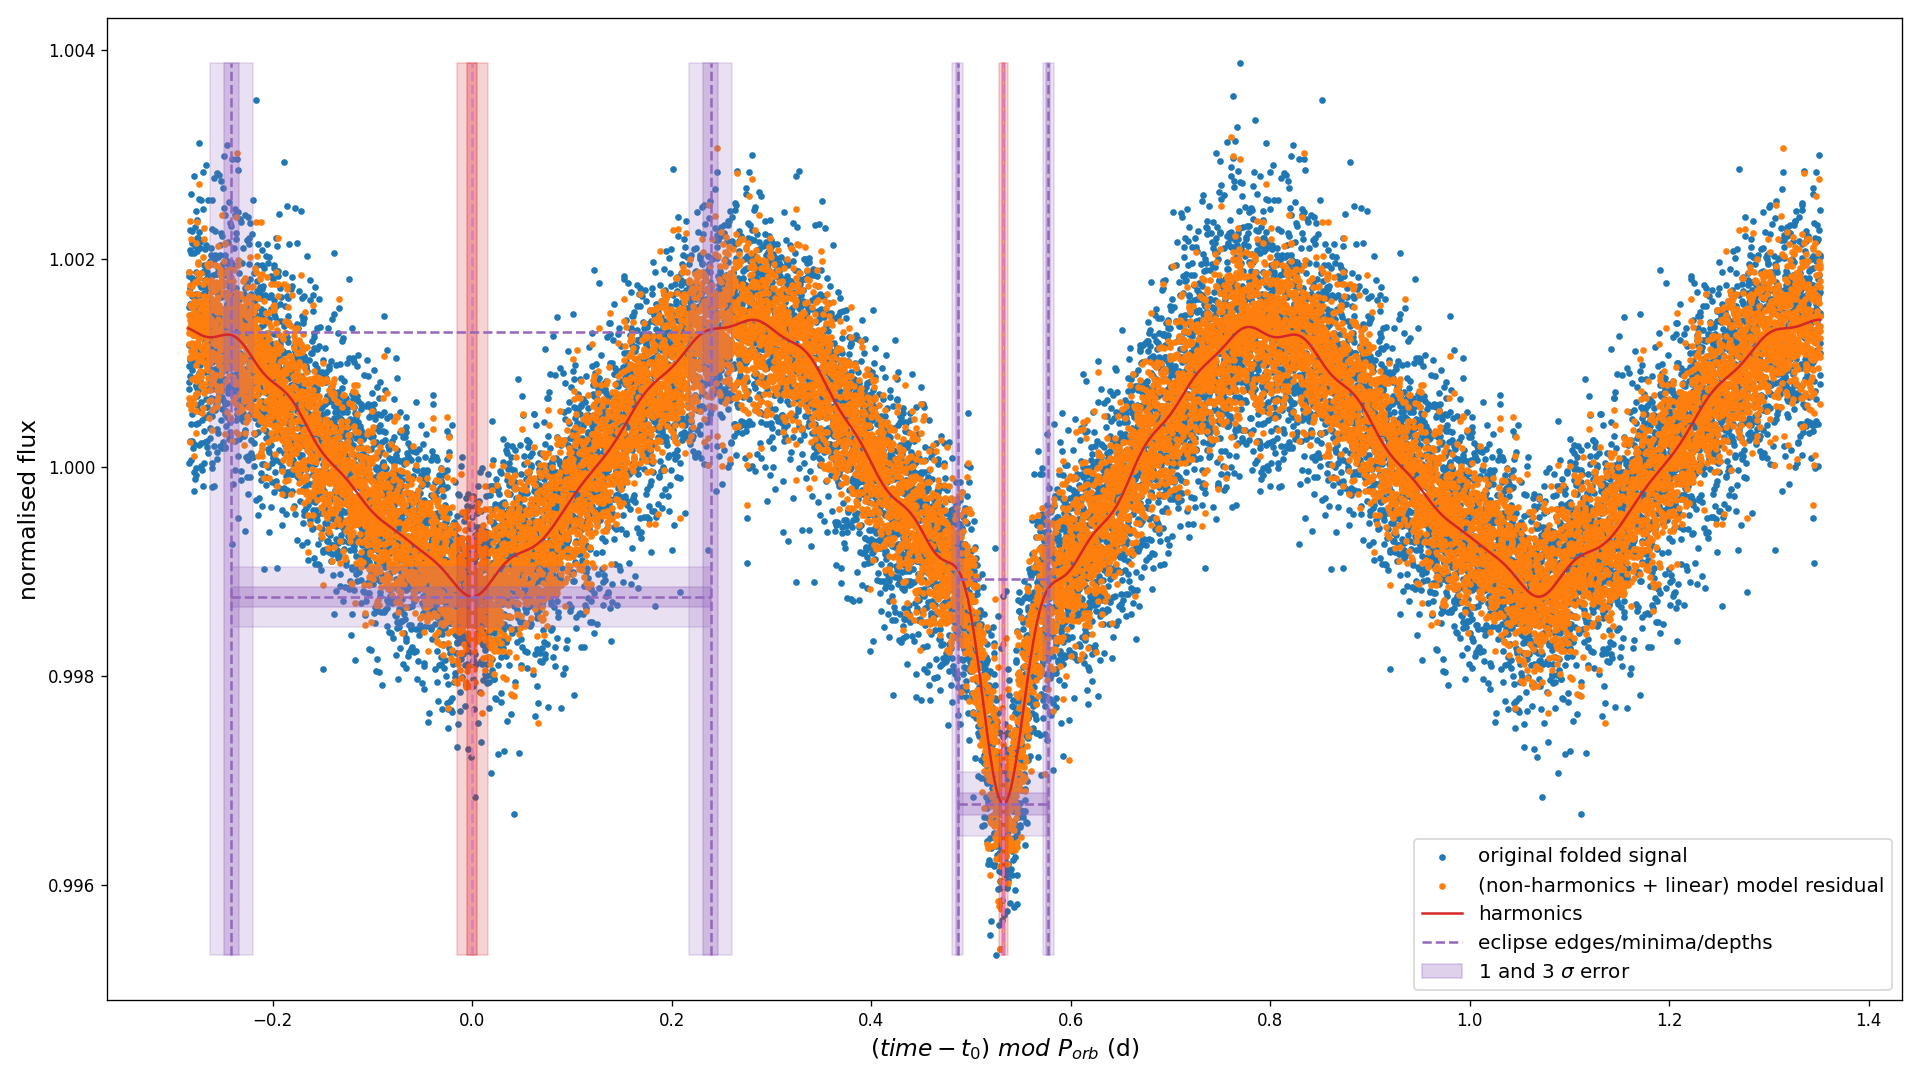 1.004
1.002
1.000
0.998
0.996
normalised flux
−0.2 0.0 0.2 0.4 0.6 0.8 1.0 1.2 1.4
(time − t₀) mod Pₒᵣb (d)
original folded signal
(non-harmonics + linear) model residual
harmonics
eclipse edges/minima/depths
1 and 3 σ error